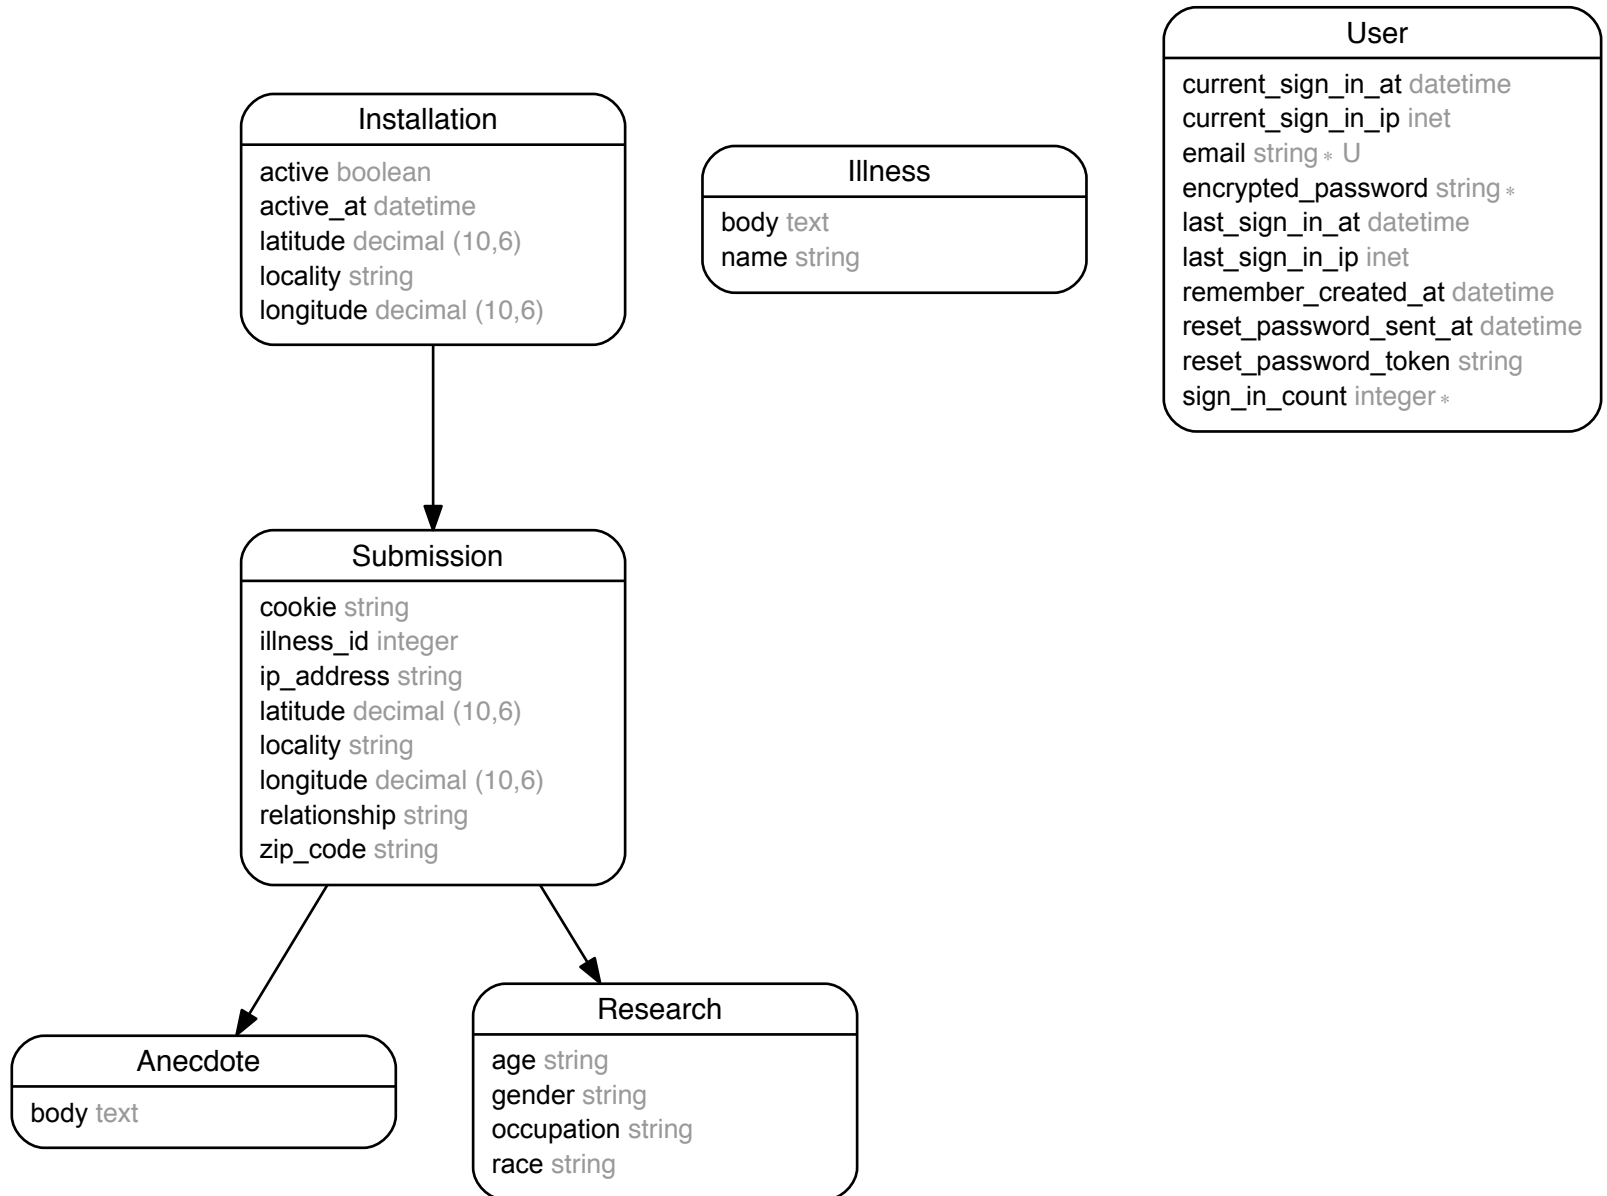 User
current_sign_in_at datetime
current_sign_in_ip inet
email string * U
encrypted_password string *
last_sign_in_at datetime
last_sign_in_ip inet
remember_created_at datetime
reset_password_sent_at datetime
reset_password_token string
sign_in_count integer *
Installation
active boolean
active_at datetime
latitude decimal (10,6)
locality string
longitude decimal (10,6)
Illness
body text
name string
Submission
cookie string
illness_id integer
ip_address string
latitude decimal (10,6)
locality string
longitude decimal (10,6)
relationship string
zip_code string
Anecdote
body text
Research
age string
gender string
occupation string
race string